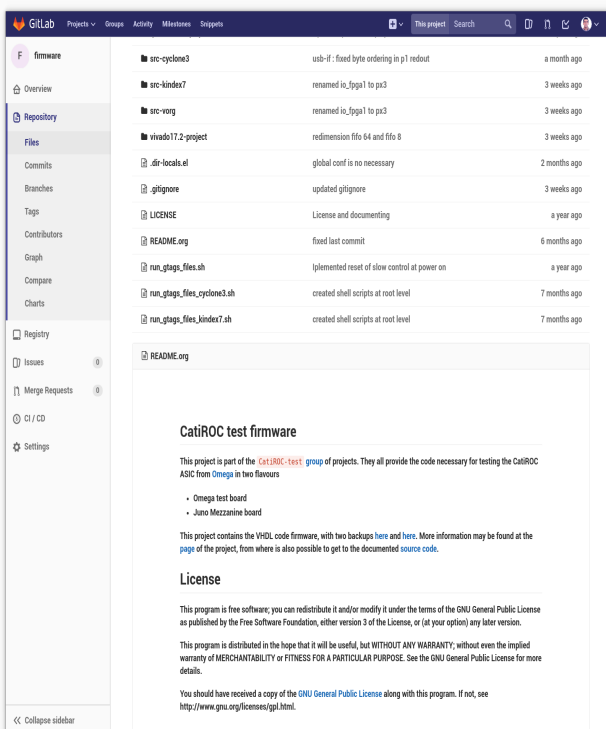 GitLab Projects Groups Activity Milestones Snippets This project Search
F firmware
Overview
Repository
Files
Commits
Branches
Tags
Contributors
Graph
Compare
Charts
Registry
Issues 0
Merge Requests 0
CI / CD
Settings
Collapse sidebar
src-cyclone3 usb-if : fixed byte ordering in p1 redout a month ago
src-kindex7 renamed io_fpga1 to px3 3 weeks ago
src-vorg renamed io_fpga1 to px3 3 weeks ago
vivado17.2-project redimension fifo 64 and fifo 8 3 weeks ago
.dir-locals.el global conf is no necessary 2 months ago
.gitignore updated gitignore 3 weeks ago
LICENSE License and documenting a year ago
README.org fixed last commit 6 months ago
run_gtags_files.sh Iplemented reset of slow control at power on a year ago
run_gtags_files_cyclone3.sh created shell scripts at root level 7 months ago
run_gtags_files_kindex7.sh created shell scripts at root level 7 months ago
README.org
CatiROC test firmware
This project is part of the CatiROC-test group of projects. They all provide the code necessary for testing the CatiROC
ASIC from Omega in two flavours
• Omega test board
• Juno Mezzanine board
This project contains the VHDL code firmware, with two backups here and here. More information may be found at the
page of the project, from where is also possible to get to the documented source code.
License
This program is free software; you can redistribute it and/or modify it under the terms of the GNU General Public License
as published by the Free Software Foundation, either version 3 of the License, or (at your option) any later version.
This program is distributed in the hope that it will be useful, but WITHOUT ANY WARRANTY; without even the implied
warranty of MERCHANTABILITY or FITNESS FOR A PARTICULAR PURPOSE. See the GNU General Public License for more
details.
You should have received a copy of the GNU General Public License along with this program. If not, see
http://www.gnu.org/licenses/gpl.html.